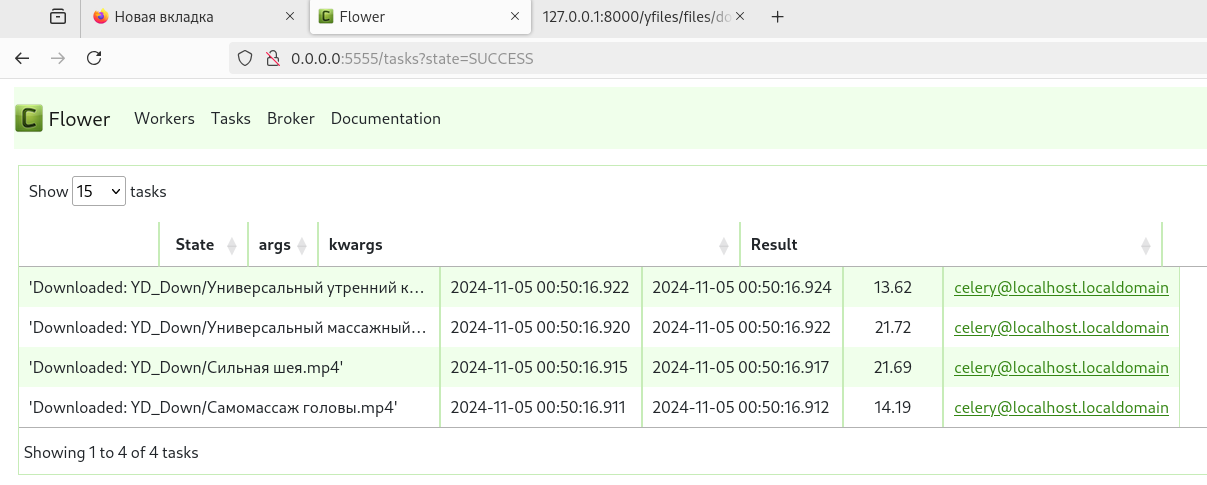 Новая вкладка
Flower
127.0.0.1:8000/yfiles/files/do
0.0.0.0:5555/tasks?state=SUCCESS
Flower Workers Tasks Broker Documentation
Show 15 tasks
State args kwargs Result
'Downloaded: YD_Down/Универсальный утренний к... 2024-11-05 00:50:16.922 2024-11-05 00:50:16.924 13.62 celery@localhost.localdomain
'Downloaded: YD_Down/Универсальный массажный... 2024-11-05 00:50:16.920 2024-11-05 00:50:16.922 21.72 celery@localhost.localdomain
'Downloaded: YD_Down/Сильная шея.mp4' 2024-11-05 00:50:16.915 2024-11-05 00:50:16.917 21.69 celery@localhost.localdomain
'Downloaded: YD_Down/Самомассаж головы.mp4' 2024-11-05 00:50:16.911 2024-11-05 00:50:16.912 14.19 celery@localhost.localdomain
Showing 1 to 4 of 4 tasks